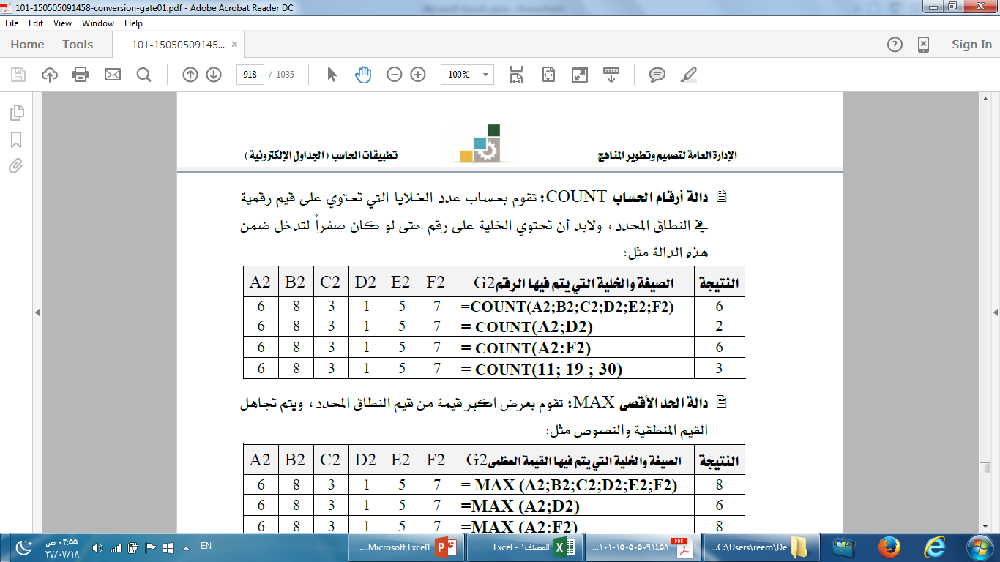 101-150505091458-conversion-gate01.pdf - Adobe Acrobat Reader DC
File Edit View Window Help
Home Tools 101-15050509145... × Sign In
918 / 1035 100%
الإدارة العامة لتصميم وتطوير المناهج تطبيقات الحاسب ( الجداول الإلكترونية )
دالة أرقام الحساب COUNT: تقوم بحساب عدد الخلايا التي تحتوي على قيم رقمية
في النطاق المحدد، ولابد أن تحتوي الخلية على رقم حتى لو كان صفراً لتدخل ضمن
هذه الدالة مثل:
A2 B2 C2 D2 E2 F2 الصيغة والخلية التي يتم فيها الرقمG2 النتيجة
6 8 3 1 5 7 =COUNT(A2;B2;C2;D2;E2;F2) 6
6 8 3 1 5 7 = COUNT(A2;D2) 2
6 8 3 1 5 7 = COUNT(A2:F2) 6
6 8 3 1 5 7 = COUNT(11; 19 ; 30) 3
دالة الحد الأقصى MAX: تقوم بعرض اكبر قيمة من قيم النطاق المحدد، ويتم تجاهل
القيم المنطقية والنصوص مثل:
A2 B2 C2 D2 E2 F2 الصيغة والخلية التي يتم فيها القيمة العظمىG2 النتيجة
6 8 3 1 5 7 = MAX (A2;B2;C2;D2;E2;F2) 8
6 8 3 1 5 7 =MAX (A2;D2) 6
6 8 3 1 5 7 =MAX (A2:F2) 8
٠٢:٥٥ ص EN ...Microsoft Excel1 المصنف١ - Excel ...١٠١-١٥٠٥٠٥٠٩١٤٥٨ ...C:\Users\reem\De
٣٧/٠٧/١٨